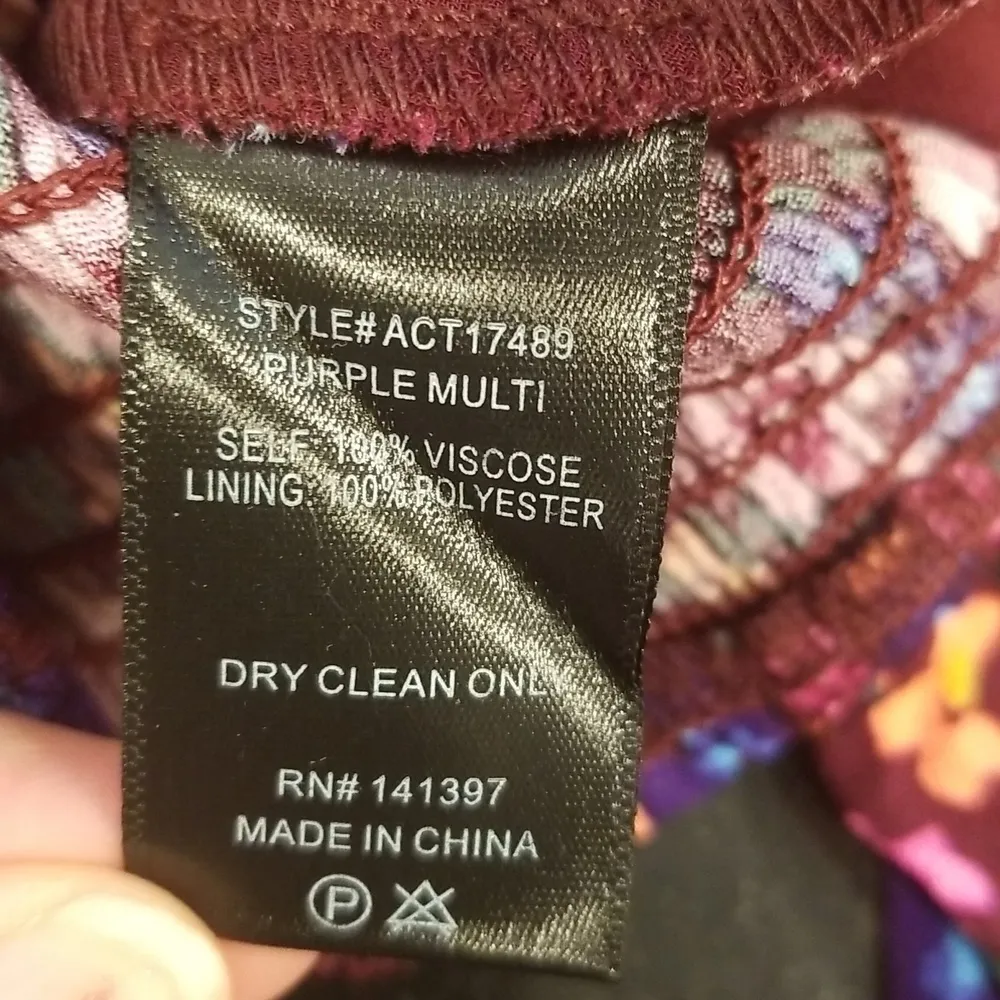 STYLE# ACT17489
PURPLE MULTI
SELF 100% VISCOSE
LINING 100% POLYESTER
DRY CLEAN ONLY
RN# 141397
MADE IN CHINA
P